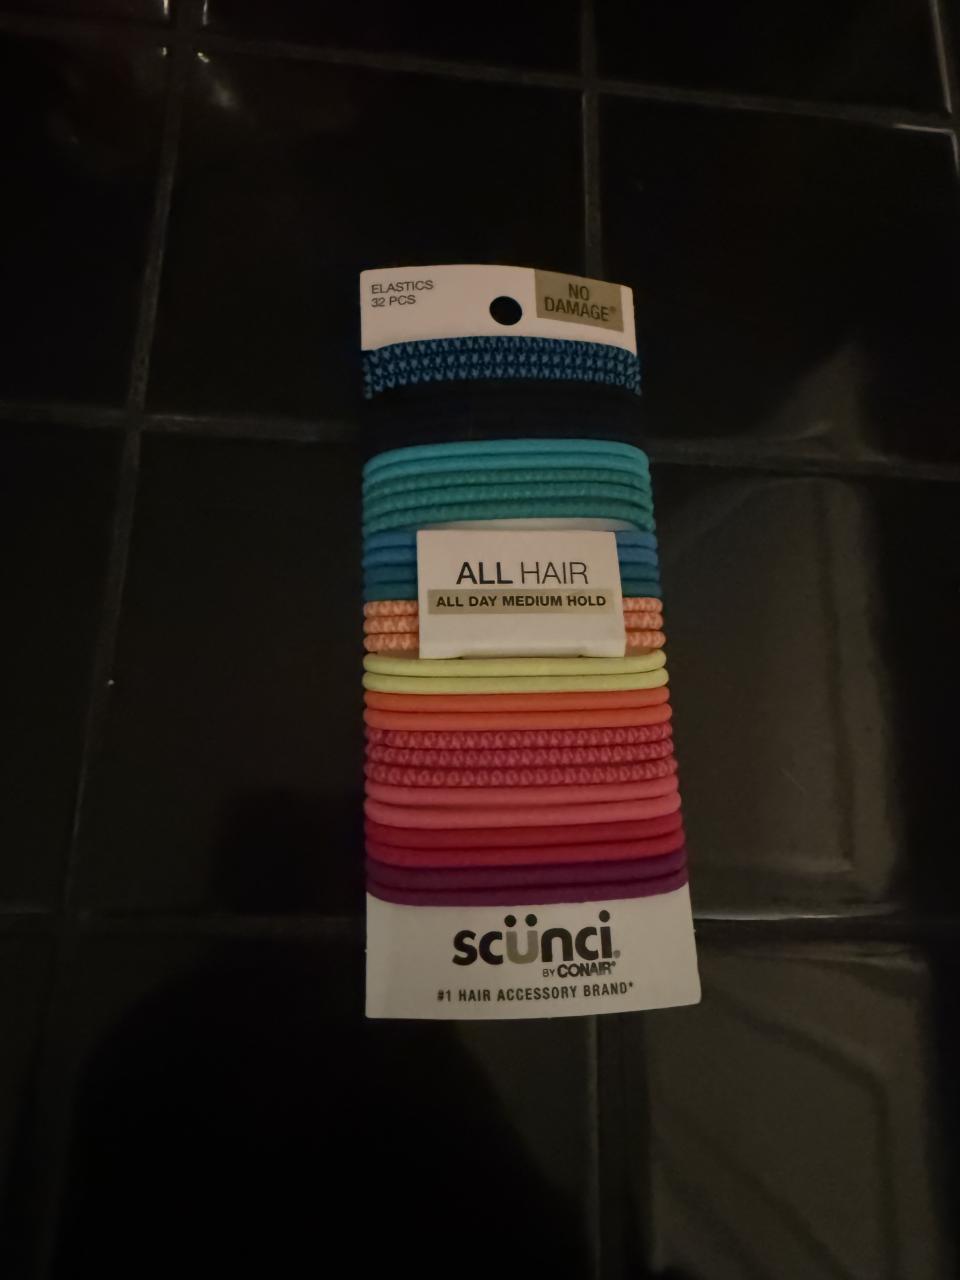 ELASTICS
32 PCS
NO
DAMAGE®
ALL HAIR
ALL DAY MEDIUM HOLD
scünci®
BY CONAIR®
#1 HAIR ACCESSORY BRAND*